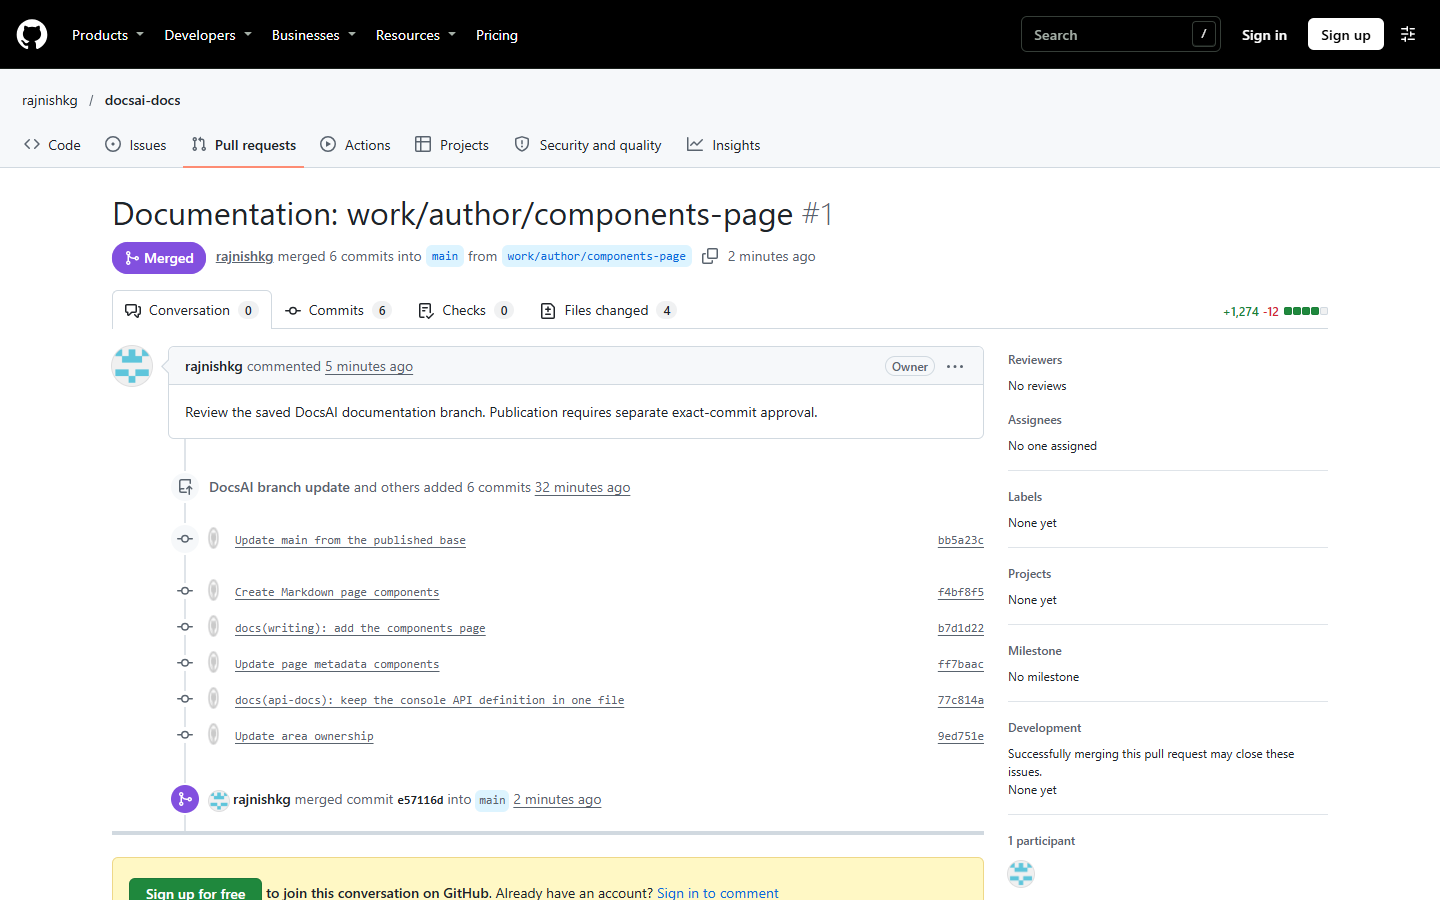 Products Developers Businesses Resources Pricing Search / Sign in Sign up
rajnishkg / docsai-docs
Code Issues Pull requests Actions Projects Security and quality Insights
Documentation: work/author/components-page #1
Merged rajnishkg merged 6 commits into main from work/author/components-page 2 minutes ago
Conversation 0 Commits 6 Checks 0 Files changed 4 +1,274 -12
rajnishkg commented 5 minutes ago Owner ...
Review the saved DocsAI documentation branch. Publication requires separate exact-commit approval.
DocsAI branch update and others added 6 commits 32 minutes ago
Update main from the published base bb5a23c
Create Markdown page components f4bf8f5
docs(writing): add the components page b7d1d22
Update page metadata components ff7baac
docs(api-docs): keep the console API definition in one file 77c814a
Update area ownership 9ed751e
rajnishkg merged commit e57116d into main 2 minutes ago
Sign up for free to join this conversation on GitHub. Already have an account? Sign in to comment
Reviewers
No reviews
Assignees
No one assigned
Labels
None yet
Projects
None yet
Milestone
No milestone
Development
Successfully merging this pull request may close these
issues.
None yet
1 participant